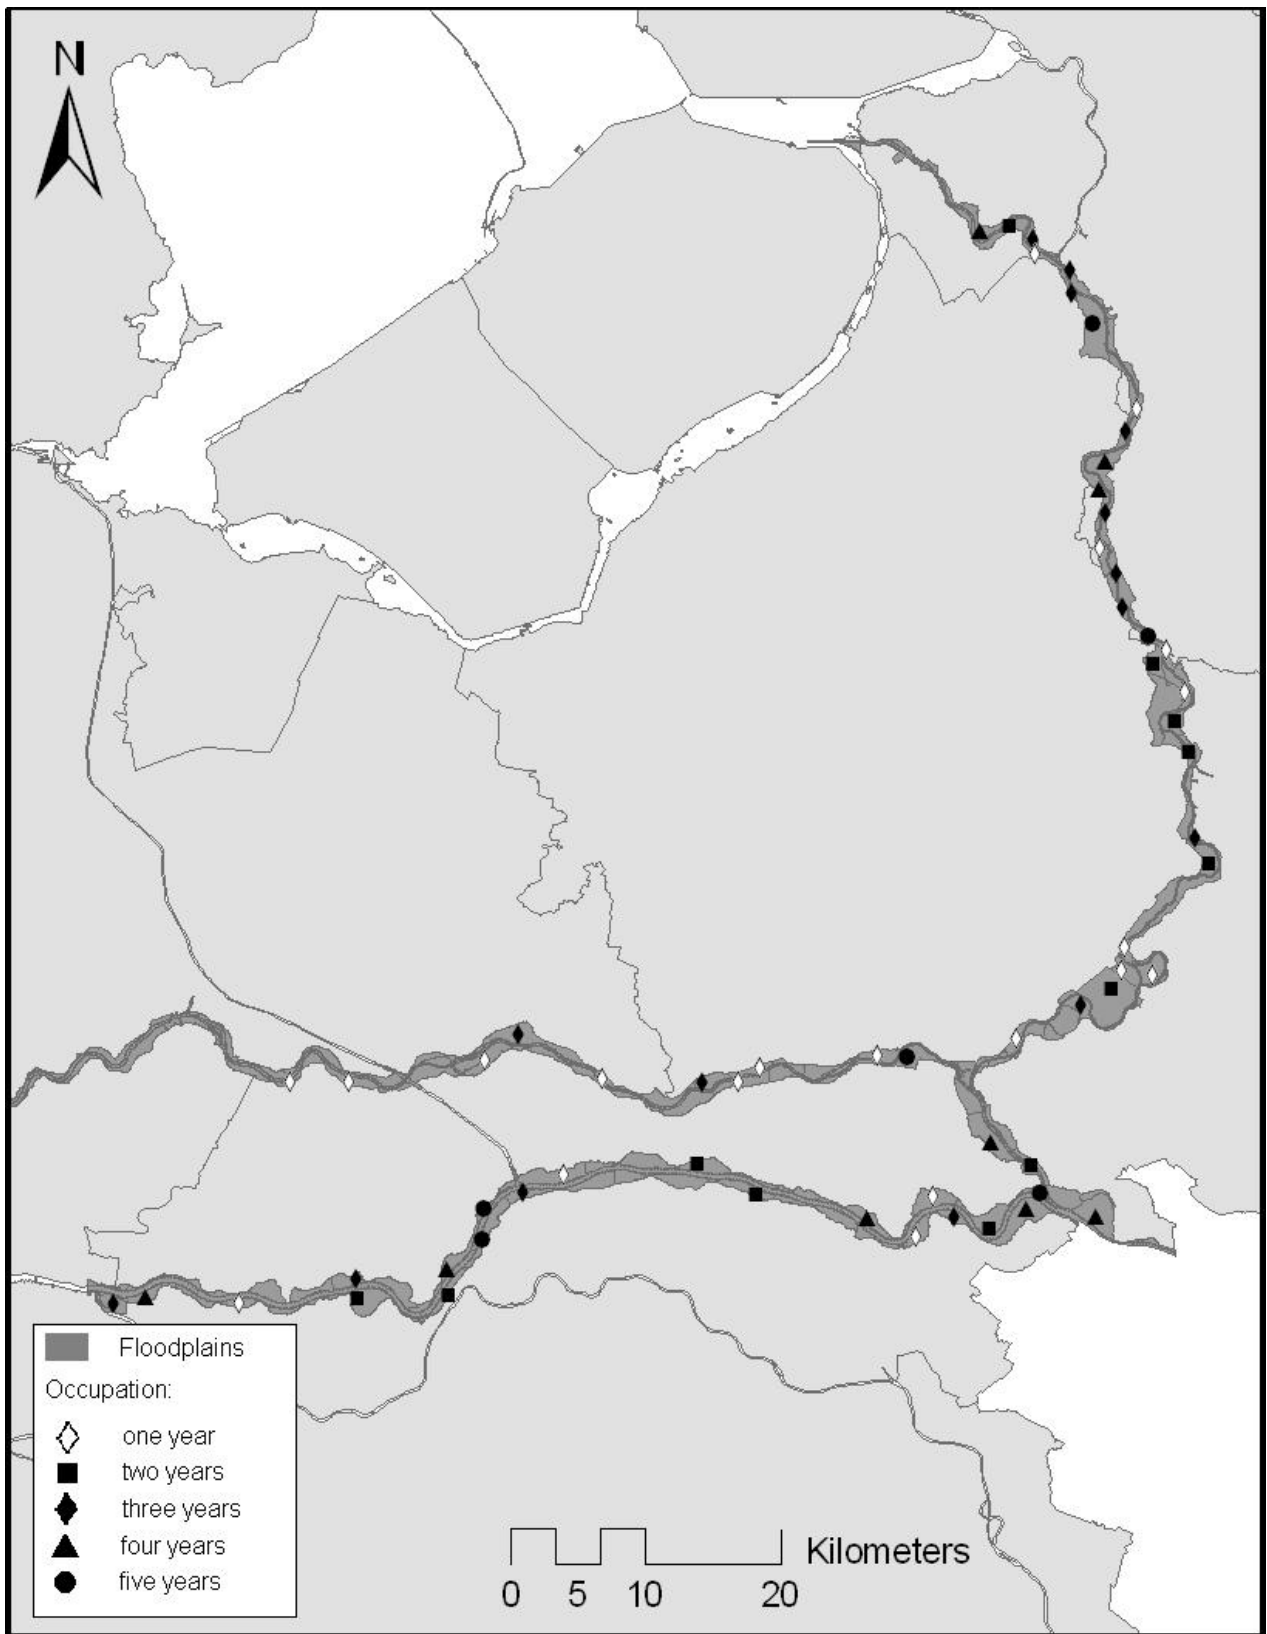 N
Floodplains
Occupation:
one year
two years
three years
four years
five years
Kilometers
0 5 10 20